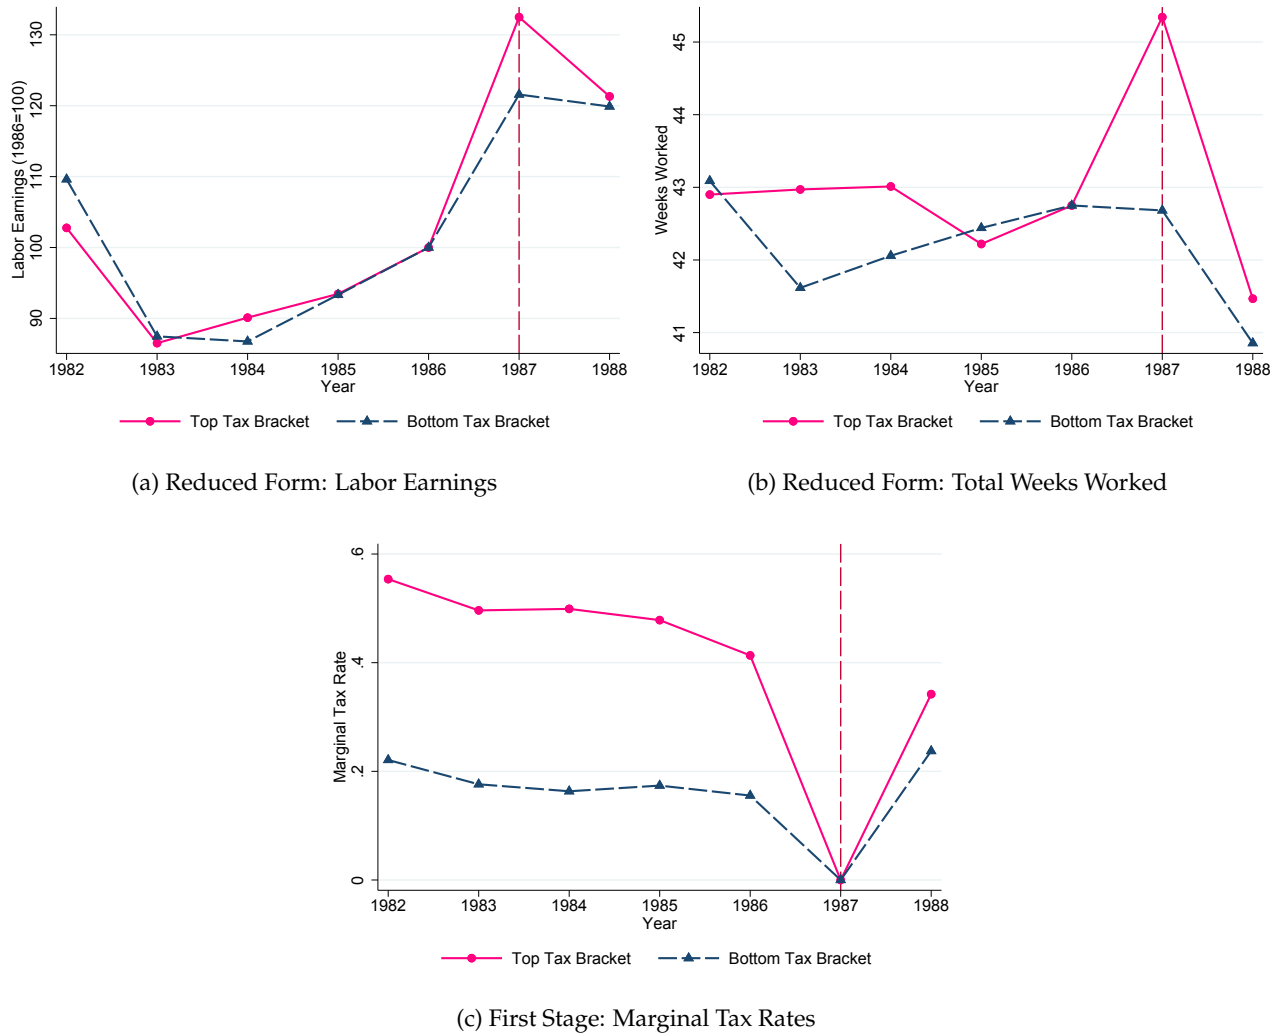 Labor Earnings (1986=100)
130
120
110
100
90
1982 1983 1984 1985 1986 1987 1988
Year
Top Tax Bracket Bottom Tax Bracket
(a) Reduced Form: Labor Earnings
Weeks Worked
45
44
43
42
41
1982 1983 1984 1985 1986 1987 1988
Year
Top Tax Bracket Bottom Tax Bracket
(b) Reduced Form: Total Weeks Worked
Marginal Tax Rate
.6
.4
.2
0
1982 1983 1984 1985 1986 1987 1988
Year
Top Tax Bracket Bottom Tax Bracket
(c) First Stage: Marginal Tax Rates